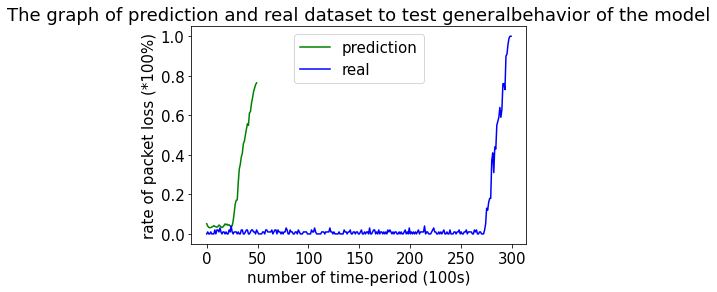 The graph of prediction and real dataset to test generalbehavior of the model
prediction
real
rate of packet loss (*100%)
1.0
0.8
0.6
0.4
0.2
0.0
0 50 100 150 200 250 300
number of time-period (100s)